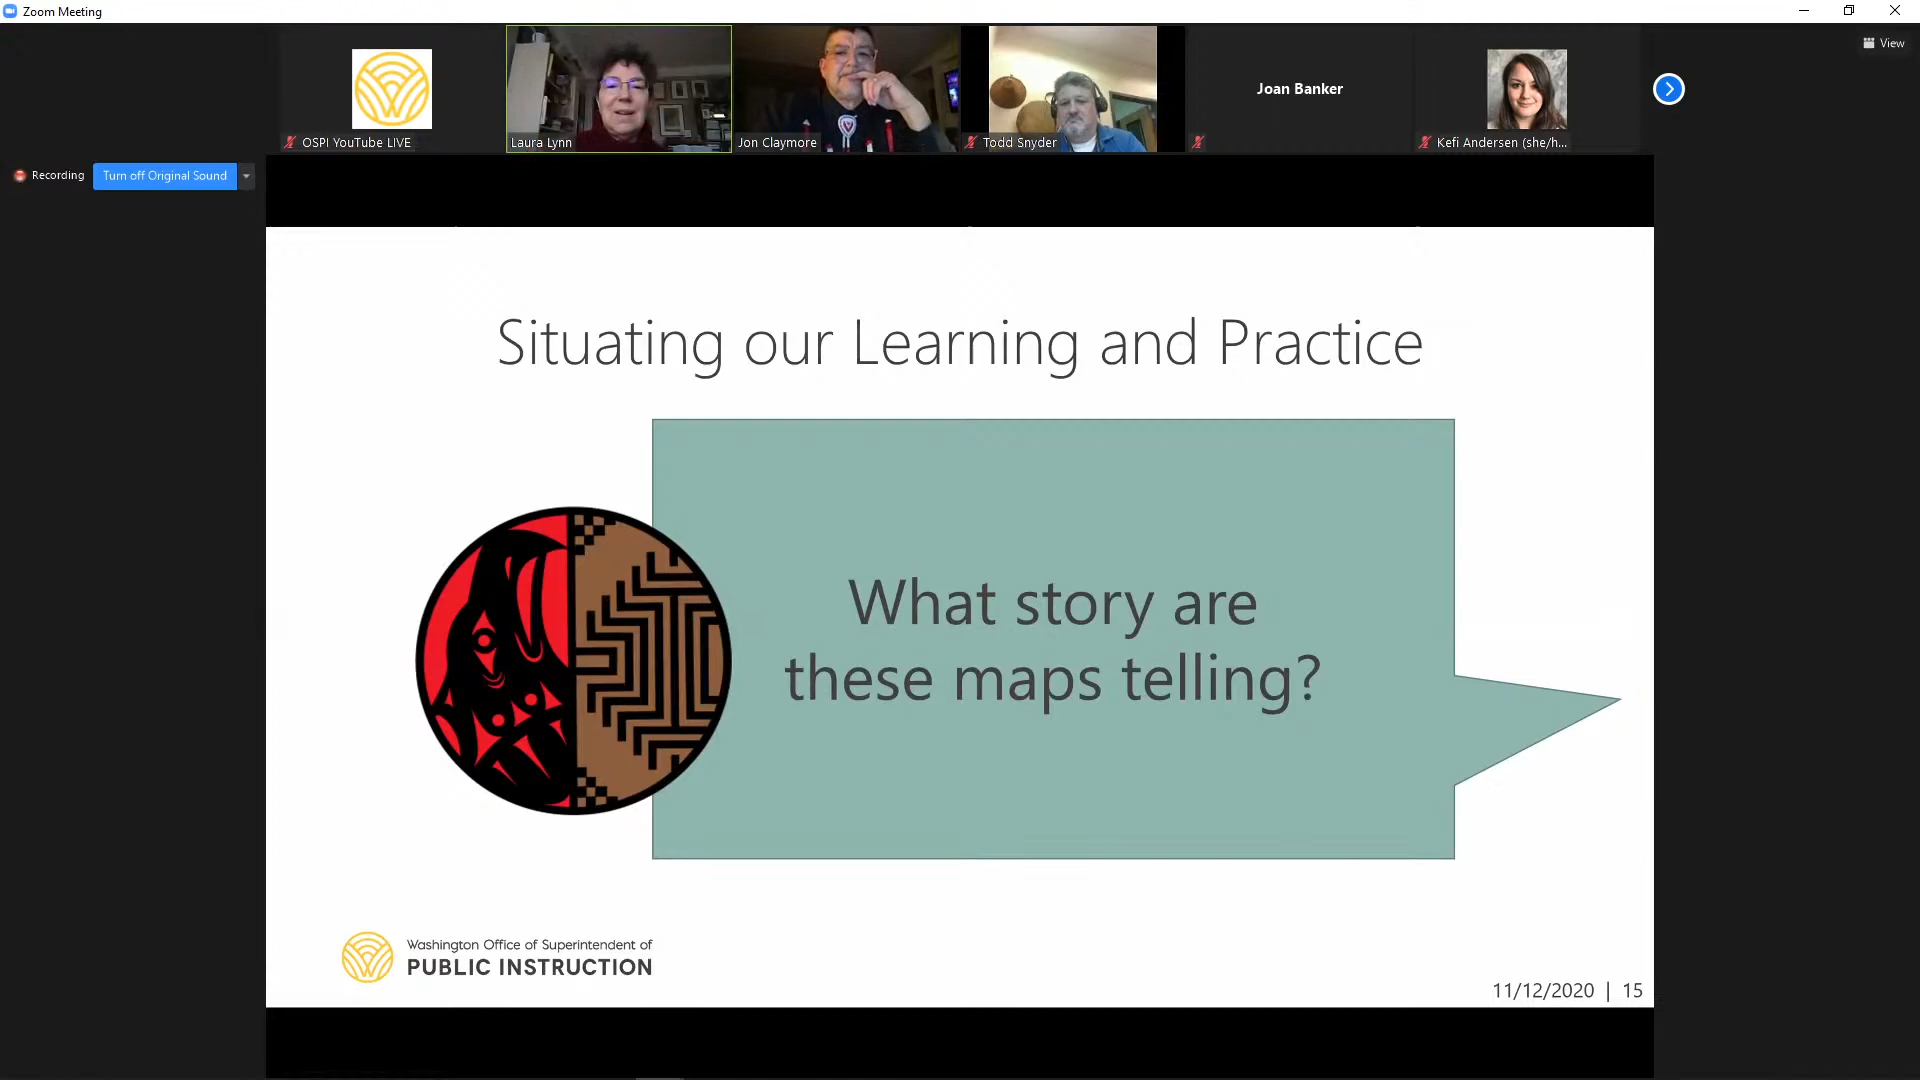 Zoom Meeting
View
Joan Banker
OSPI YouTube LIVE
Laura Lynn
Jon Claymore
Todd Snyder
Kefi Andersen (she/h...
Recording
Turn off Original Sound
Situating our Learning and Practice
What story are
these maps telling?
Washington Office of Superintendent of
PUBLIC INSTRUCTION
11/12/2020 | 15